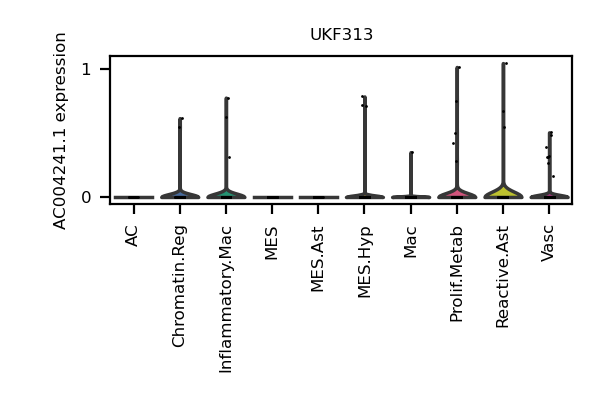 UKF313
AC004241.1 expression
1
0
AC
Chromatin.Reg
Inflammatory.Mac
MES
MES.Ast
MES.Hyp
Mac
Prolif.Metab
Reactive.Ast
Vasc